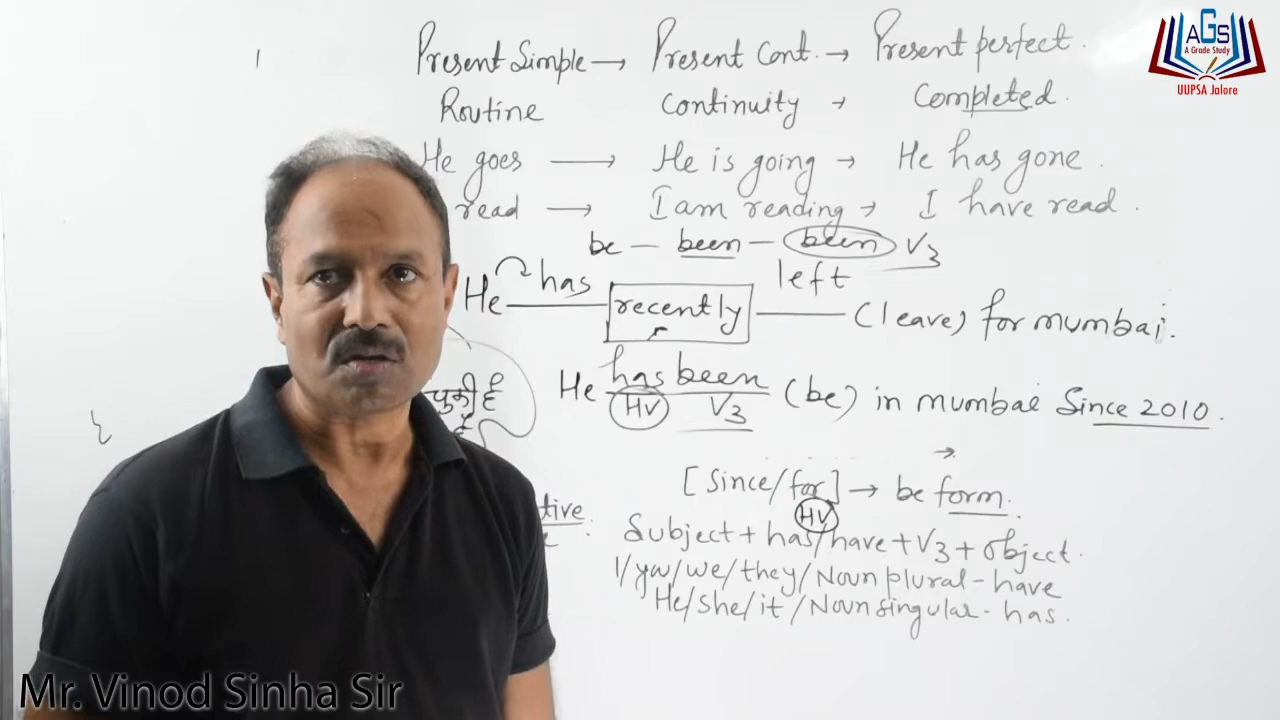 AGS
A Grade Study
UUPSA Jalore
Present Simple → Present Cont. → Present perfect.
Routine Continuity → Completed.
He goes → He is going → He has gone.
read → I am reading → I have read.
be - been - been V3
He has recently left (leave) for mumbai.
He has been (be) in mumbai Since 2010.
HV V3
[Since/for] → be form.
HV
tive.
Subject + has/have + V3 + object.
I/you/we/they/Noun plural - have
He/She/it/Noun singular - has.
Mr. Vinod Sinha Sir